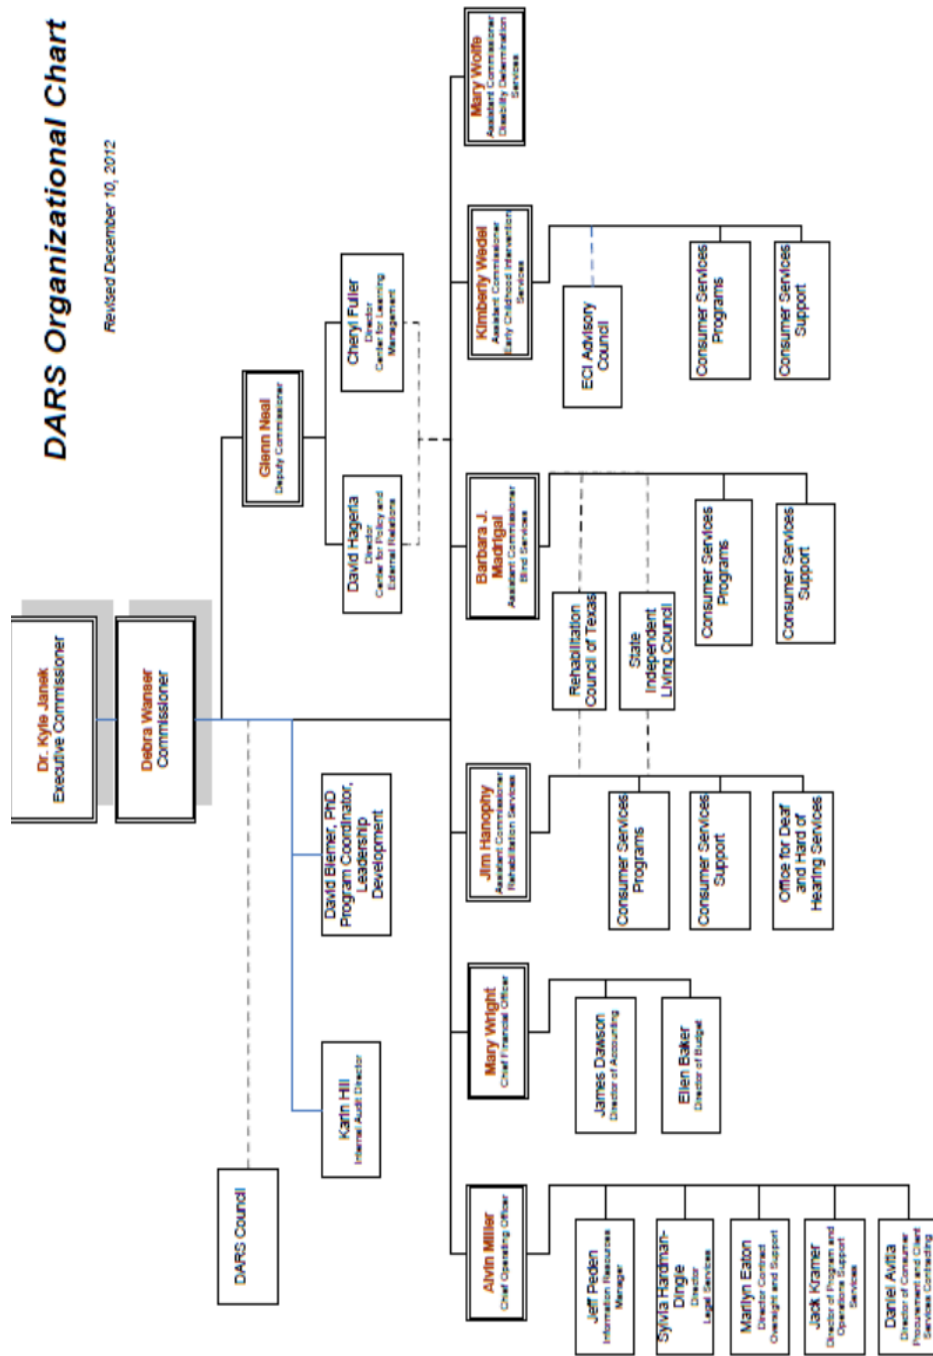 DARS Organizational Chart
Revised December 10, 2012
Dr. Kyle Janek
Executive Commissioner
Debra Wanser
Commissioner
DARS Council
Glenn Neal
Deputy Commissioner
Karin Hill
Internal Audit Director
David Biemer, PhD
Program Coordinator,
Leadership
Development
David Hageria
Director
Center for Policy and
External Relations
Cheryl Fuller
Director
Center for Learning
Management
Alvin Miller
Chief Operating Officer
Mary Wright
Chief Financial Officer
Jim Hanophy
Assistant Commissioner
Rehabilitation Services
Barbara J.
Madrigal
Assistant Commissioner
Blind Services
Kimberly Wedel
Assistant Commissioner
Early Childhood Intervention
Services
Mary Wolfe
Assistant Commissioner
Disability Determination
Services
Jeff Peden
Information Resources
Manager
Sylvia Hardman-
Dingle
Director
Legal Services
Marilyn Eaton
Director Contract
Oversight and Support
Jack Kramer
Director of Program and
Operations Support
Services
Daniel Avitia
Director of Consumer
Procurement and Client
Services Contracting
James Dawson
Director of Accounting
Ellen Baker
Director of Budget
Consumer Services
Programs
Consumer Services
Support
Office for Deaf
and Hard of
Hearing Services
Rehabilitation
Council of Texas
State
Independent
Living Council
Consumer Services
Programs
Consumer Services
Support
ECI Advisory
Council
Consumer Services
Programs
Consumer Services
Support